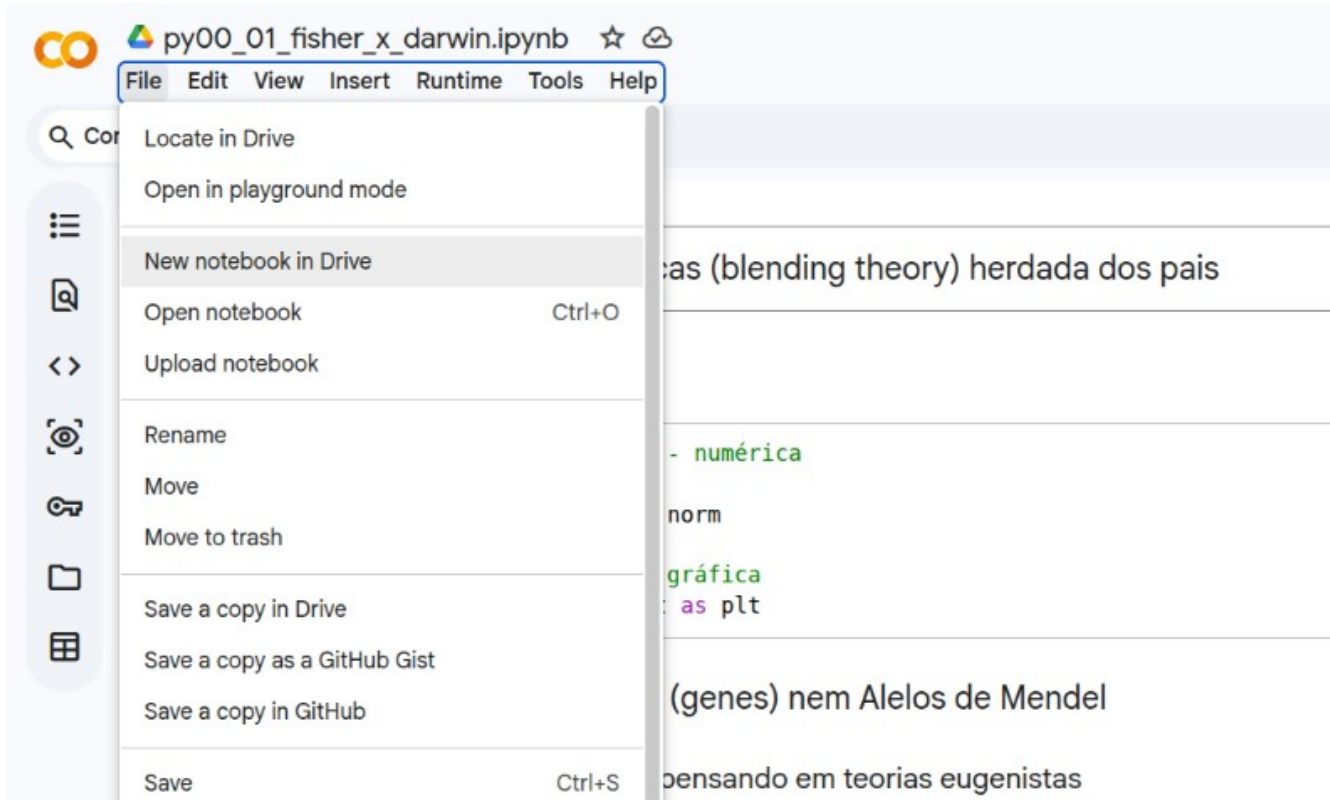 py00_01_fisher_x_darwin.ipynb
File Edit View Insert Runtime Tools Help
Locate in Drive
Open in playground mode
New notebook in Drive
(blending theory) herdada dos pais
Open notebook Ctrl+O
Upload notebook
Rename
- numérica
Move
norm
Move to trash
gráfica
as plt
Save a copy in Drive
Save a copy as a GitHub Gist
(genes) nem Alelos de Mendel
Save a copy in GitHub
Save Ctrl+S
pensando em teorias eugenistas